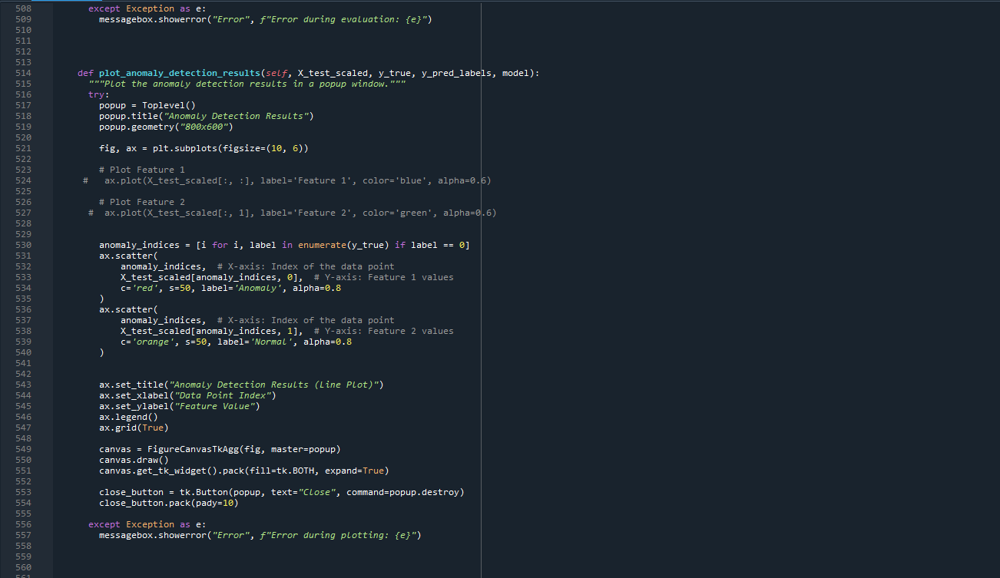 508 except Exception as e:
509 messagebox.showerror("Error", f"Error during evaluation: {e}")
510
511
512
513
514 def plot_anomaly_detection_results(self, X_test_scaled, y_true, y_pred_labels, model):
515 """Plot the anomaly detection results in a popup window."""
516 try:
517 popup = Toplevel()
518 popup.title("Anomaly Detection Results")
519 popup.geometry("800x600")
520
521 fig, ax = plt.subplots(figsize=(10, 6))
522
523 # Plot Feature 1
524 # ax.plot(X_test_scaled[:, :], label='Feature 1', color='blue', alpha=0.6)
525
526 # Plot Feature 2
527 # ax.plot(X_test_scaled[:, 1], label='Feature 2', color='green', alpha=0.6)
528
529
530 anomaly_indices = [i for i, label in enumerate(y_true) if label == 0]
531 ax.scatter(
532 anomaly_indices, # X-axis: Index of the data point
533 X_test_scaled[anomaly_indices, 0], # Y-axis: Feature 1 values
534 c='red', s=50, label='Anomaly', alpha=0.8
535 )
536 ax.scatter(
537 anomaly_indices, # X-axis: Index of the data point
538 X_test_scaled[anomaly_indices, 1], # Y-axis: Feature 2 values
539 c='orange', s=50, label='Normal', alpha=0.8
540 )
541
542
543 ax.set_title("Anomaly Detection Results (Line Plot)")
544 ax.set_xlabel("Data Point Index")
545 ax.set_ylabel("Feature Value")
546 ax.legend()
547 ax.grid(True)
548
549 canvas = FigureCanvasTkAgg(fig, master=popup)
550 canvas.draw()
551 canvas.get_tk_widget().pack(fill=tk.BOTH, expand=True)
552
553 close_button = tk.Button(popup, text="Close", command=popup.destroy)
554 close_button.pack(pady=10)
555
556 except Exception as e:
557 messagebox.showerror("Error", f"Error during plotting: {e}")
558
559
560
561